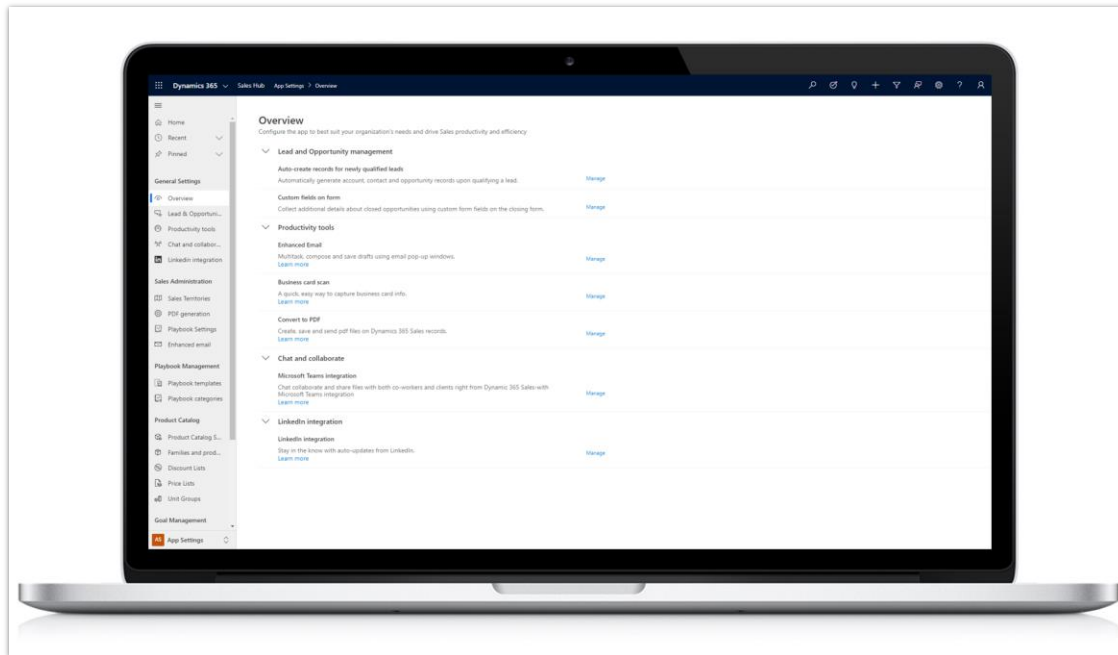 Dynamics 365
Sales Hub
App Settings > Overview
Home
Recent
Pinned
General Settings
Overview
Lead & Opportuni...
Productivity tools
Chat and collabor...
LinkedIn integration
Sales Administration
Sales Territories
PDF generation
Playbook Settings
Enhanced email
Playbook Management
Playbook templates
Playbook categories
Product Catalog
Product Catalog S...
Families and prod...
Discount Lists
Price Lists
Unit Groups
Goal Management
AS App Settings
Overview
Configure the app to best suit your organization's needs and drive Sales productivity and efficiency
Lead and Opportunity management
Auto-create records for newly qualified leads
Automatically generate account, contact and opportunity records upon qualifying a lead.
Manage
Custom fields on form
Collect additional details about closed opportunities using custom form fields on the closing form.
Manage
Productivity tools
Enhanced Email
Multitask, compose and save drafts using email pop-up windows.
Learn more
Manage
Business card scan
A quick, easy way to capture business card info.
Learn more
Manage
Convert to PDF
Create, save and send pdf files on Dynamics 365 Sales records.
Learn more
Manage
Chat and collaborate
Microsoft Teams integration
Chat collaborate and share files with both co-workers and clients right from Dynamic 365 Sales with
Microsoft Teams integration
Learn more
Manage
LinkedIn integration
LinkedIn integration
Stay in the know with auto-updates from LinkedIn.
Learn more
Manage